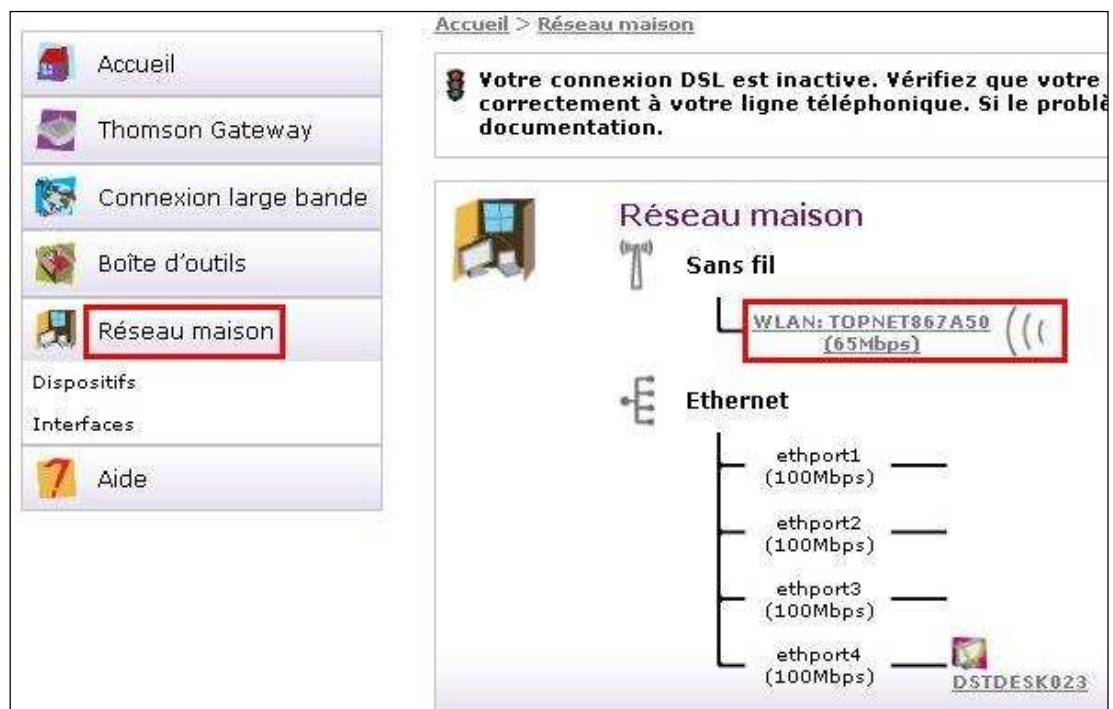 Accueil > Réseau maison
Accueil
Thomson Gateway
Connexion large bande
Boîte d'outils
Réseau maison
Dispositifs
Interfaces
Aide
Votre connexion DSL est inactive. Vérifiez que votre
correctement à votre ligne téléphonique. Si le problè
documentation.
Réseau maison
Sans fil
WLAN: TOPNET867A50
(65Mbps)
Ethernet
ethport1
(100Mbps)
ethport2
(100Mbps)
ethport3
(100Mbps)
ethport4
(100Mbps)
DSTDESK023